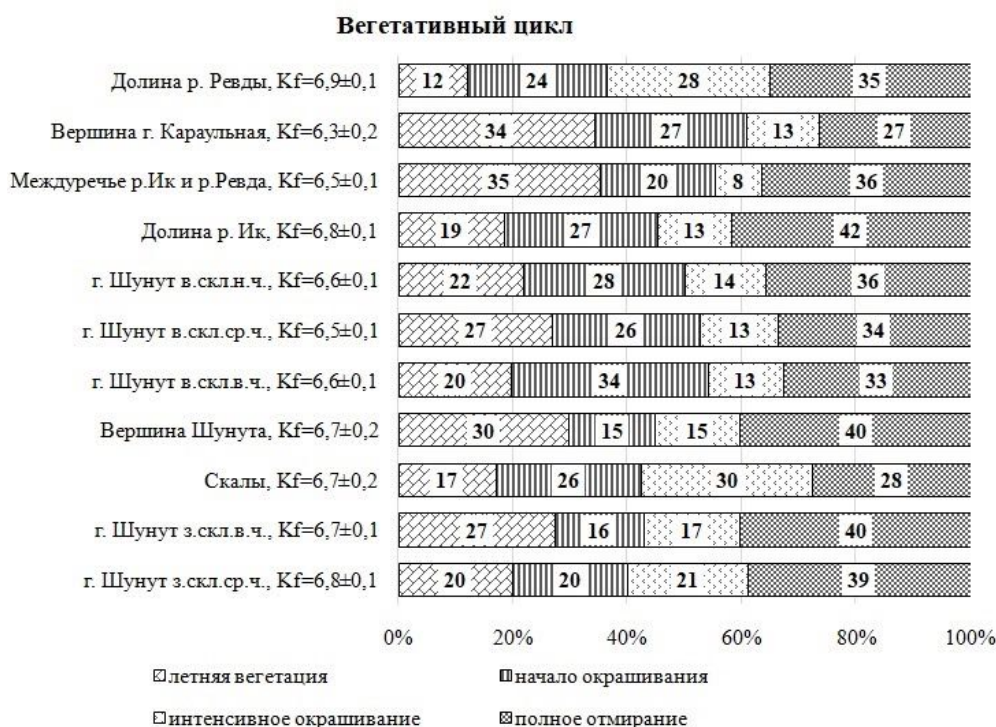 Вегетативный цикл
Долина р. Ревды, Kf=6,9±0,1 12 24 28 35
Вершина г. Караульная, Kf=6,3±0,2 34 27 13 27
Междуречье р.Ик и р.Ревда, Kf=6,5±0,1 35 20 8 36
Долина р. Ик, Kf=6,8±0,1 19 27 13 42
г. Шунут в.скл.н.ч., Kf=6,6±0,1 22 28 14 36
г. Шунут в.скл.ср.ч., Kf=6,5±0,1 27 26 13 34
г. Шунут в.скл.в.ч., Kf=6,6±0,1 20 34 13 33
Вершина Шунута, Kf=6,7±0,2 30 15 15 40
Скалы, Kf=6,7±0,2 17 26 30 28
г. Шунут з.скл.в.ч., Kf=6,7±0,1 27 16 17 40
г. Шунут з.скл.ср.ч., Kf=6,8±0,1 20 20 21 39
0% 20% 40% 60% 80% 100%
летняя вегетация начало окрашивания
интенсивное окрашивание полное отмирание